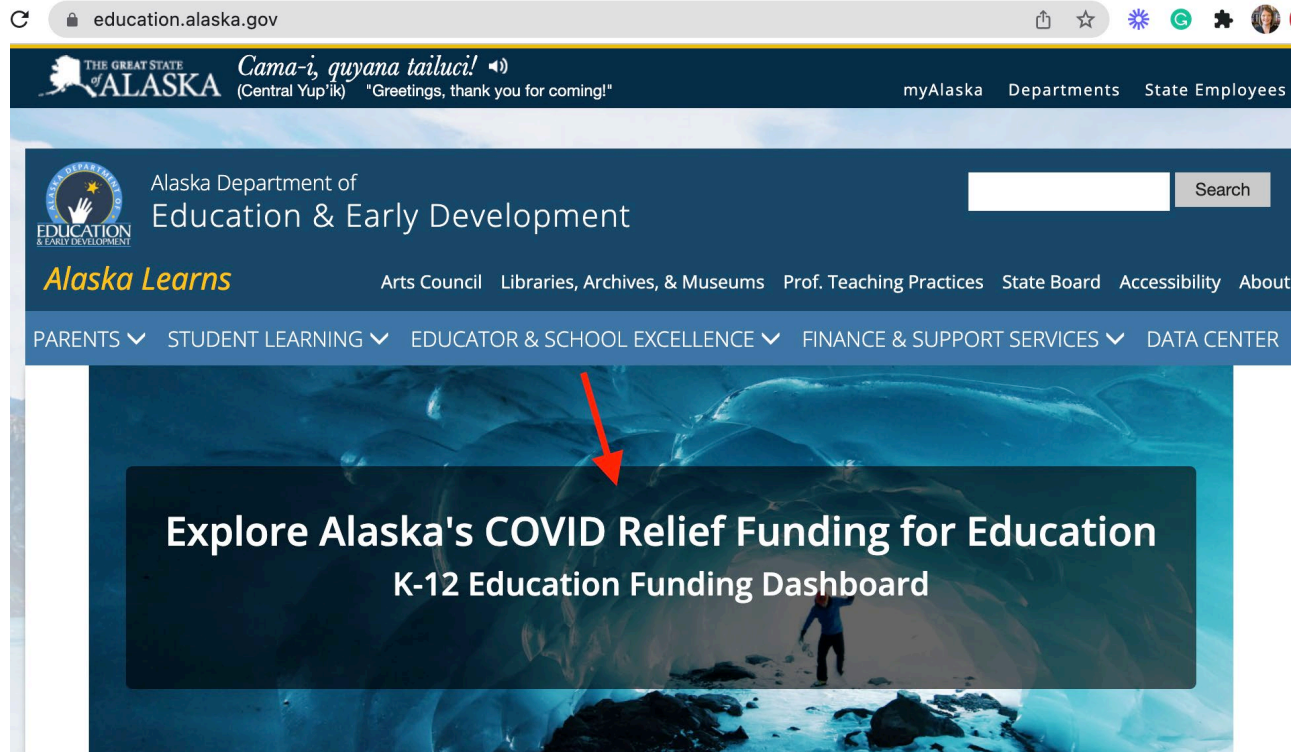 education.alaska.gov
THE GREAT STATE
of ALASKA
Cama-i, quyana tailuci!
(Central Yup'ik) "Greetings, thank you for coming!"
myAlaska Departments State Employees
ALASKA DEPARTMENT OF
EDUCATION
& EARLY DEVELOPMENT
Alaska Department of
Education & Early Development
Search
Alaska Learns
Arts Council Libraries, Archives, & Museums Prof. Teaching Practices State Board Accessibility About
PARENTS STUDENT LEARNING EDUCATOR & SCHOOL EXCELLENCE FINANCE & SUPPORT SERVICES DATA CENTER
Explore Alaska's COVID Relief Funding for Education
K-12 Education Funding Dashboard